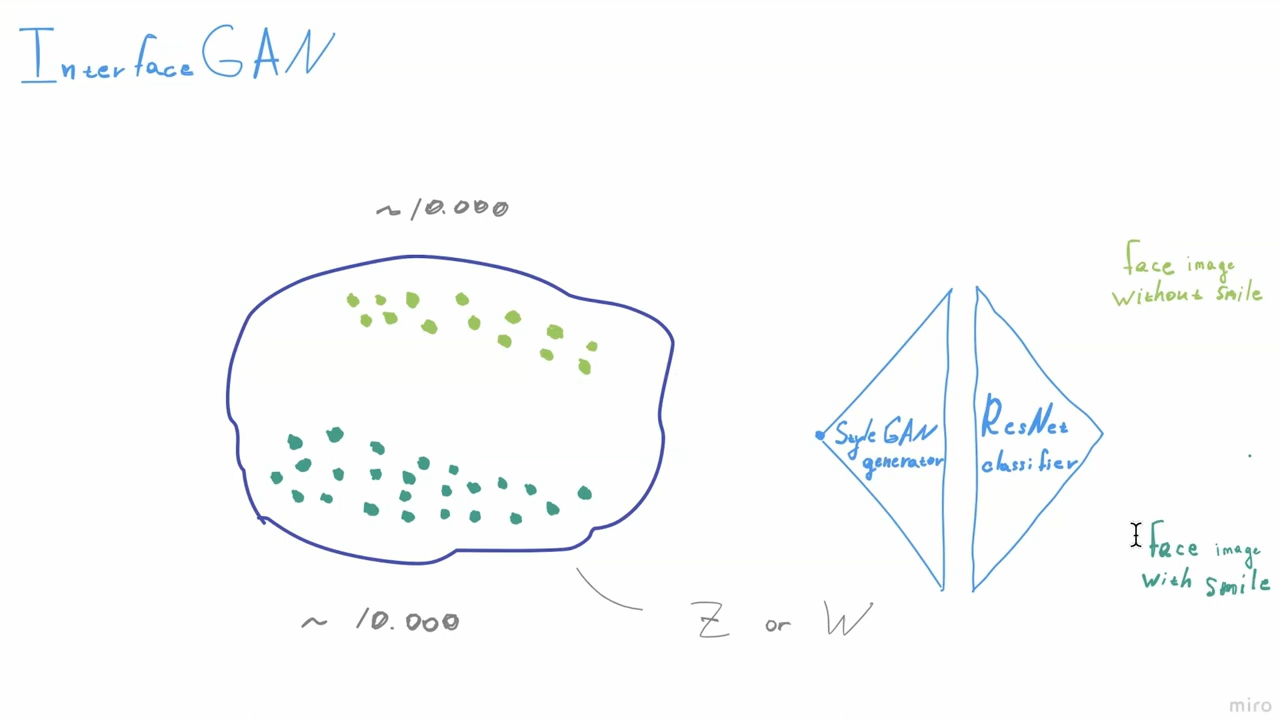 InterfaceGAN
~10.000
face image
without smile
StyleGAN
generator
ResNet
classifier
face image
with smile
~ 10.000
Z or W
miro